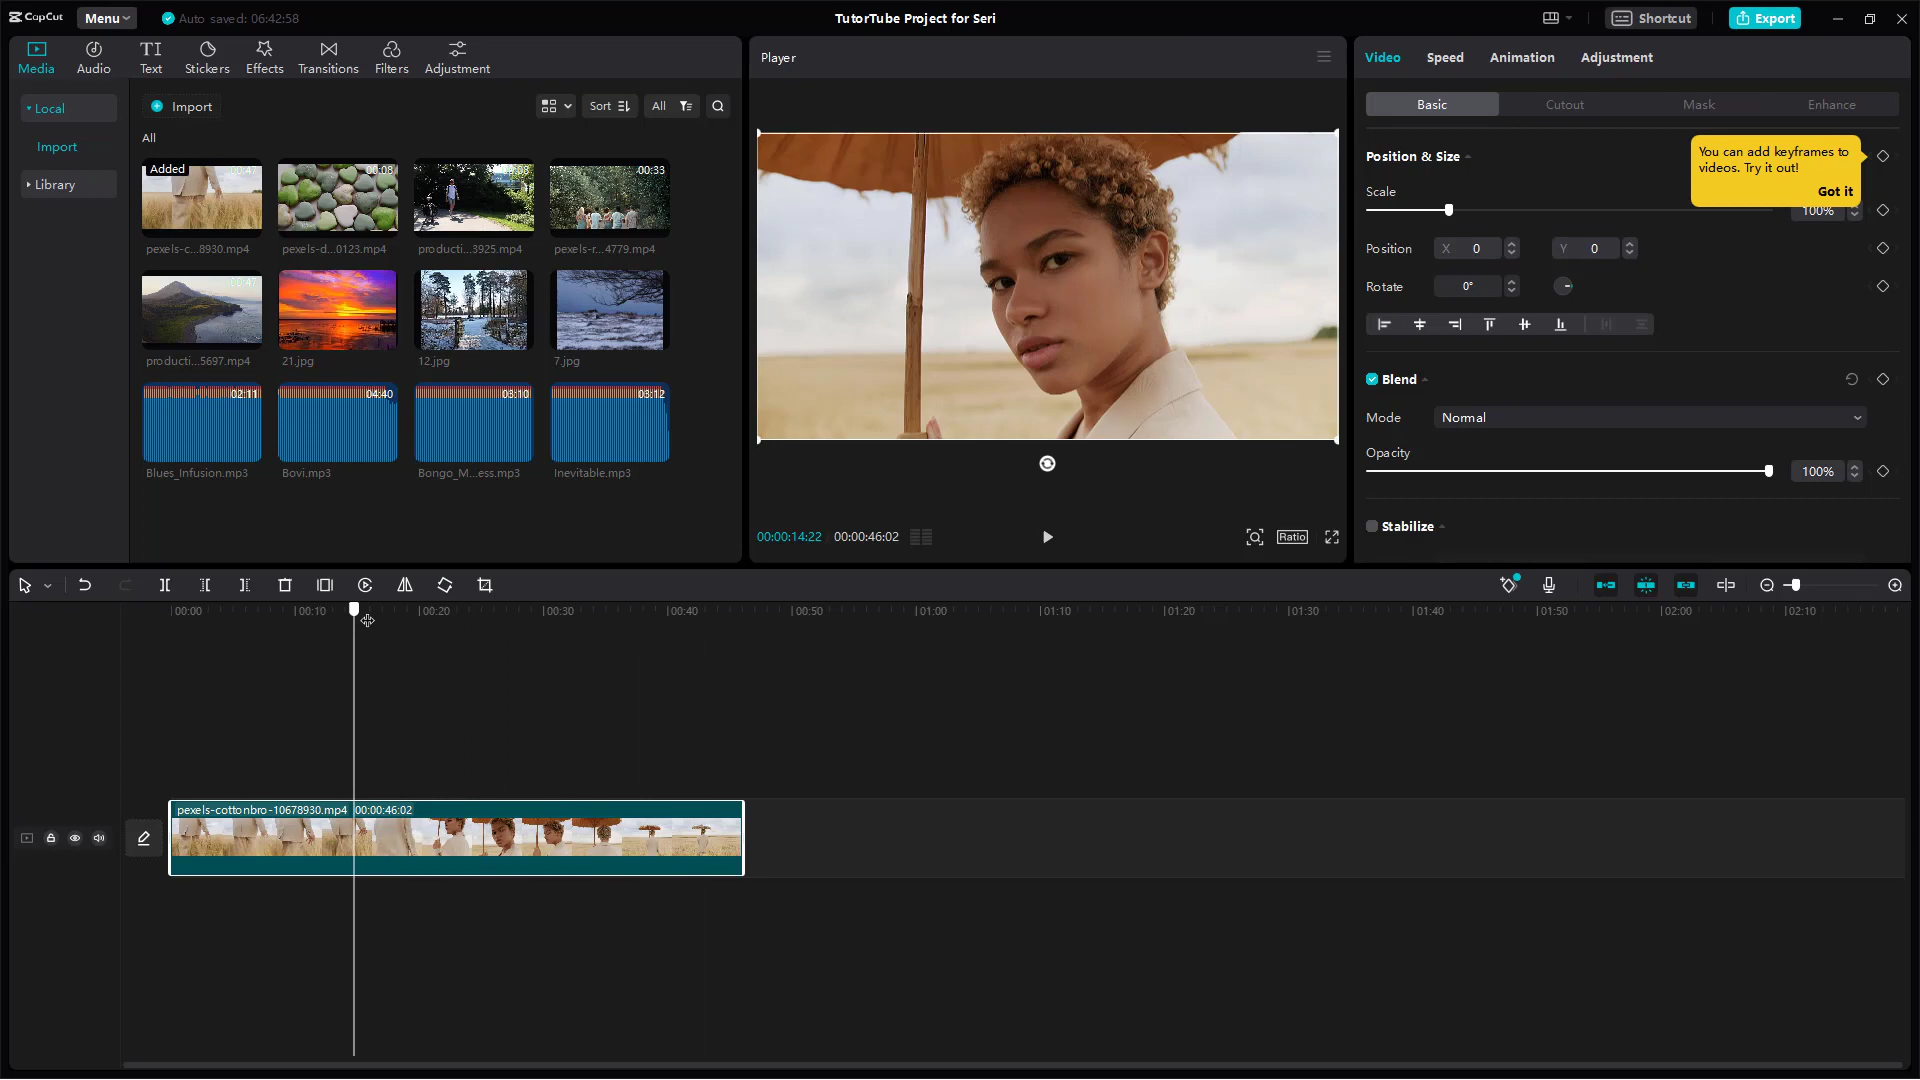 CapCut
Menu
Auto saved: 06:42:58
TutorTube Project for Seri
Shortcut
Export
Media
Audio
TI
Text
Stickers
Effects
Transitions
Filters
Adjustment
Local
Import
Library
Import
Sort
All
All
Added
00:47
00:08
00:08
00:33
pexels-c...8930.mp4
pexels-d...0123.mp4
producti...3925.mp4
pexels-r...4779.mp4
00:47
producti...5697.mp4
21.jpg
12.jpg
7.jpg
02:11
04:40
03:10
03:12
Blues_Infusion.mp3
Bovi.mp3
Bongo_M...ess.mp3
Inevitable.mp3
Player
00:00:14:22
00:00:46:02
Ratio
Video
Speed
Animation
Adjustment
Basic
Cutout
Mask
Enhance
Position & Size
You can add keyframes to
videos. Try it out!
Got it
Scale
100%
Position
X 0
Y 0
Rotate
0°
Blend
Mode
Normal
Opacity
100%
Stabilize
00:00
00:10
00:20
00:30
00:40
00:50
01:00
01:10
01:20
01:30
01:40
01:50
02:00
02:10
pexels-cottonbro-10678930.mp4 00:00:46:02